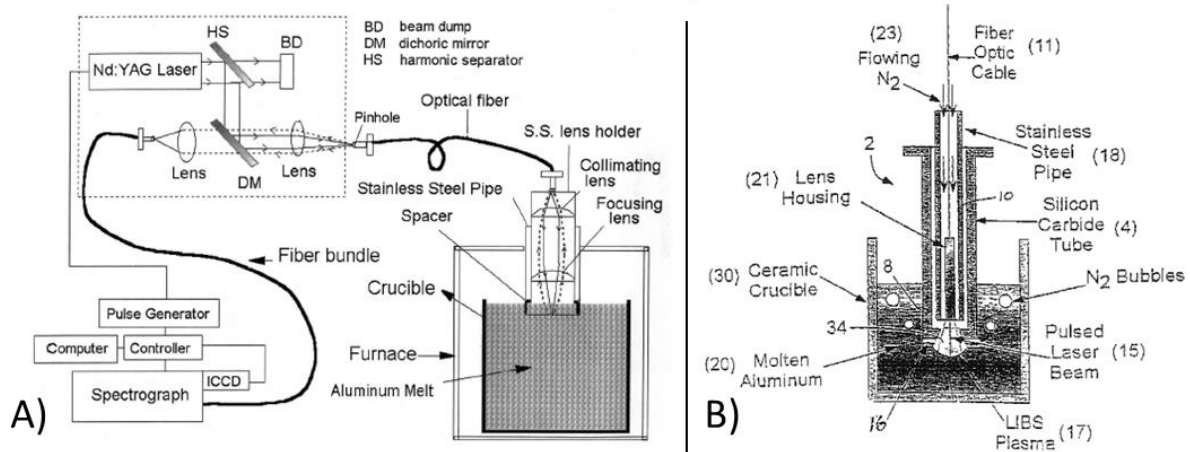 HS
BD
BD beam dump
DM dichoric mirror
HS harmonic separator
Nd:YAG Laser
Optical fiber
Pinhole
S.S. lens holder
Lens
DM
Lens
Collimating
lens
Stainless Steel Pipe
Focusing
lens
Spacer
Fiber bundle
Crucible
Pulse Generator
Computer
Controller
Furnace
ICCD
Spectrograph
Aluminum Melt
A)
(23)
Flowing
N2
Fiber
Optic
Cable
(11)
Stainless
Steel
Pipe
(18)
2
(21) Lens
Housing
10
Silicon
Carbide
Tube
(4)
(30) Ceramic
Crucible
8
N2 Bubbles
34
Pulsed
Laser
Beam
(15)
(20) Molten
Aluminum
16
LIBS
Plasma
(17)
B)